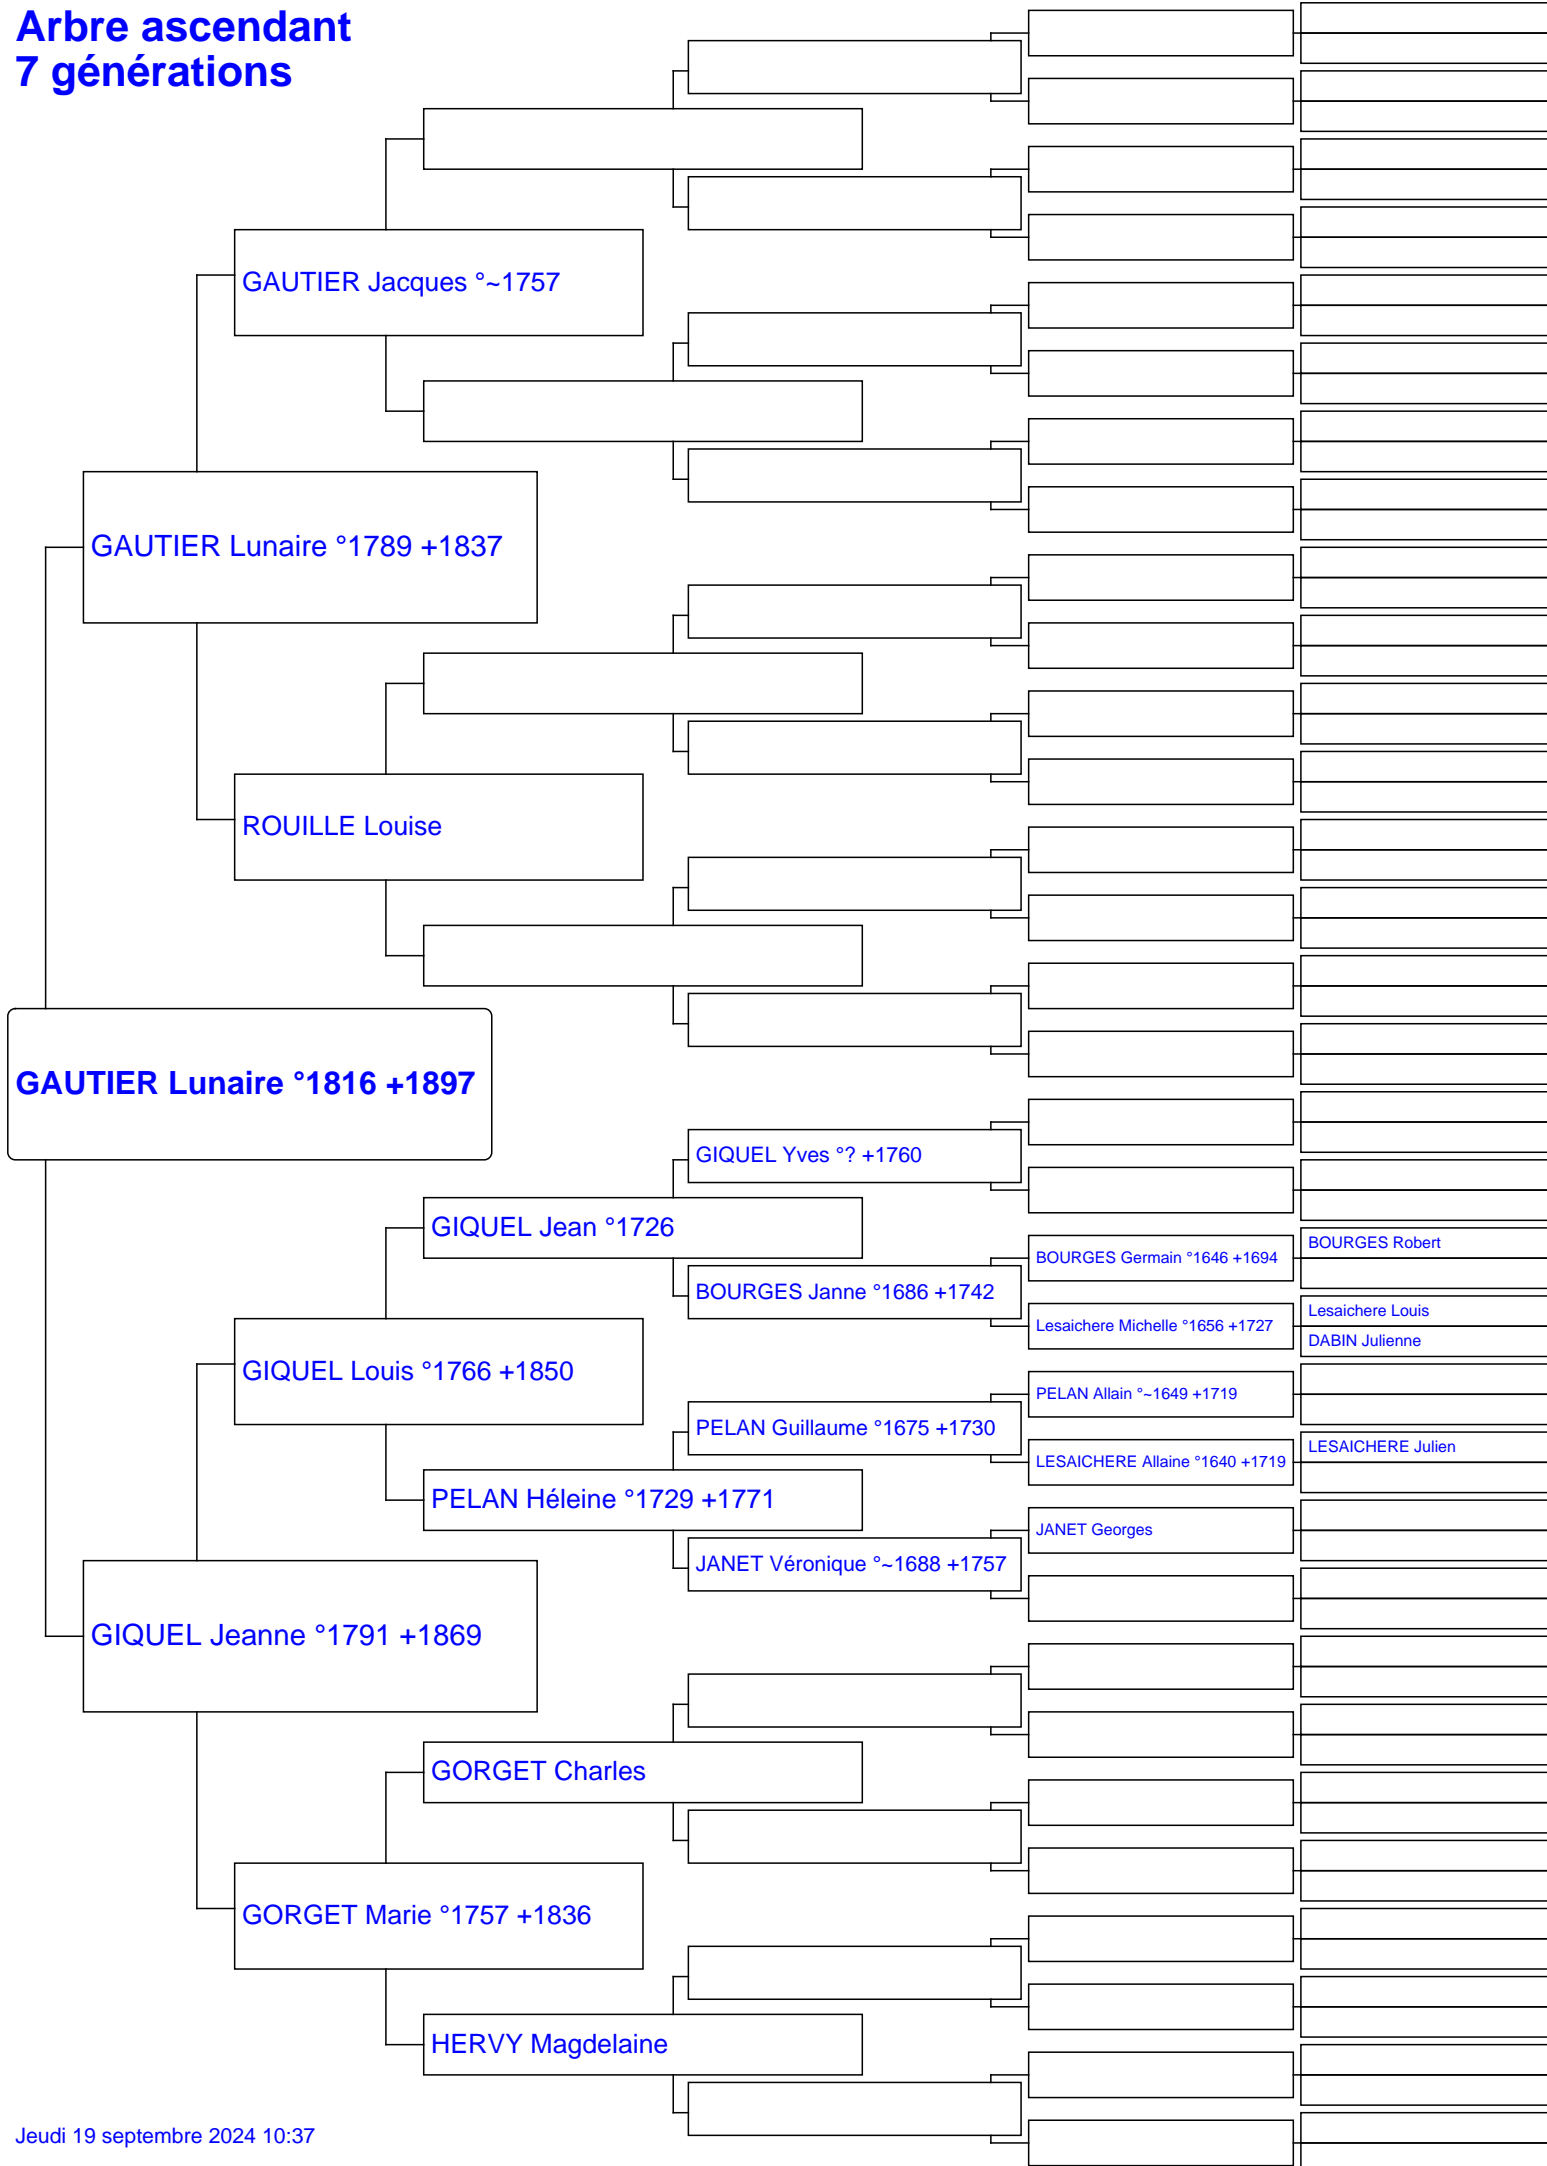 Arbre ascendant
7 générations
GAUTIER Jacques °~1757
GAUTIER Lunaire °1789 +1837
ROUILLE Louise
GAUTIER Lunaire °1816 +1897
GIQUEL Yves °? +1760
GIQUEL Jean °1726
BOURGES Robert
BOURGES Germain °1646 +1694
BOURGES Janne °1686 +1742
Lesaichere Louis
Lesaichere Michelle °1656 +1727
DABIN Julienne
GIQUEL Louis °1766 +1850
PELAN Allain °~1649 +1719
PELAN Guillaume °1675 +1730
LESAICHERE Julien
LESAICHERE Allaine °1640 +1719
PELAN Héleine °1729 +1771
JANET Georges
JANET Véronique °~1688 +1757
GIQUEL Jeanne °1791 +1869
GORGET Charles
GORGET Marie °1757 +1836
HERVY Magdelaine
Jeudi 19 septembre 2024 10:37